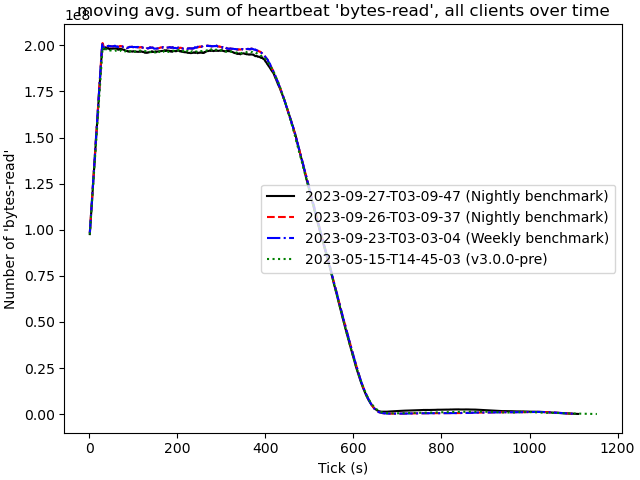 moving avg. sum of heartbeat 'bytes-read', all clients over time
1e8
2.00
1.75
1.50
1.25
1.00
0.75
0.50
0.25
0.00
Number of 'bytes-read'
2023-09-27-T03-09-47 (Nightly benchmark)
2023-09-26-T03-09-37 (Nightly benchmark)
2023-09-23-T03-03-04 (Weekly benchmark)
2023-05-15-T14-45-03 (v3.0.0-pre)
0 200 400 600 800 1000 1200
Tick (s)